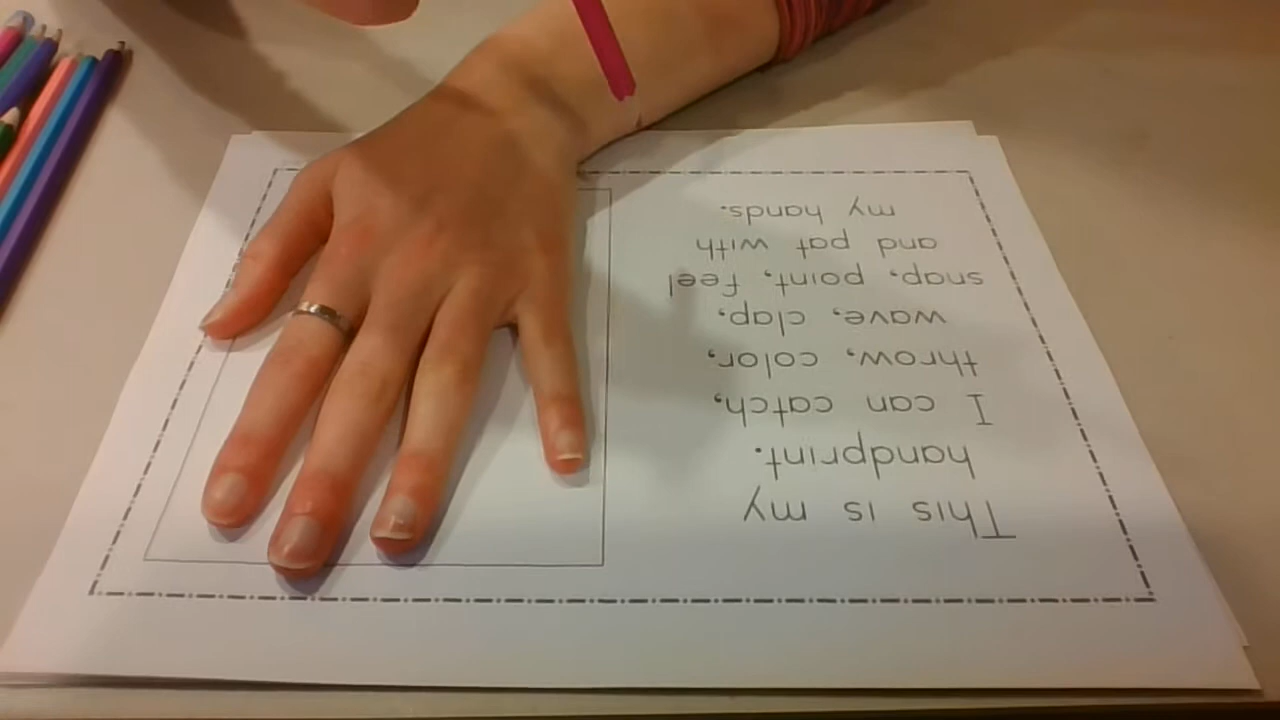 This is my
handprint.
I can catch,
throw, color,
wave, clap,
snap, point, feel
and pat with
my hands.